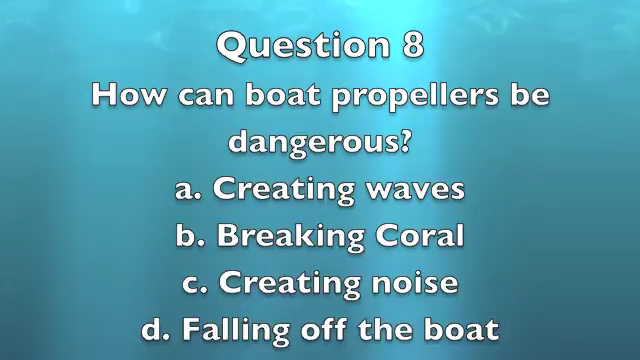 Question 8
How can boat propellers be
dangerous?
a. Creating waves
b. Breaking Coral
c. Creating noise
d. Falling off the boat